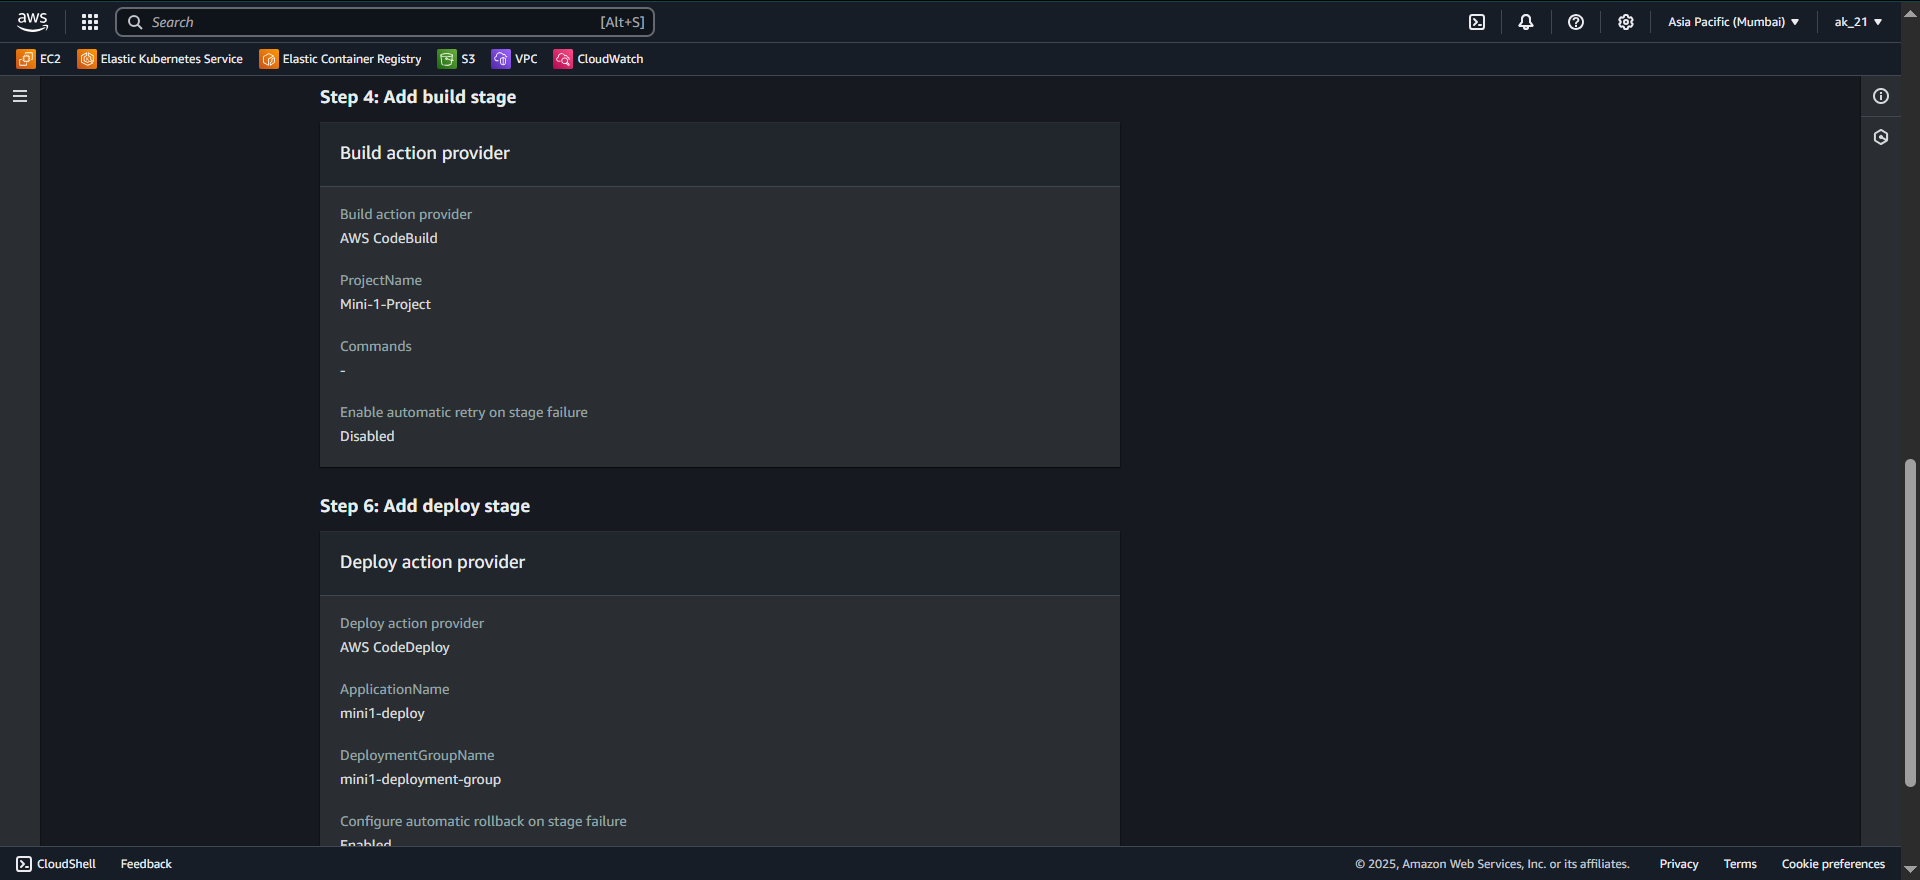 aws
Search [Alt+S]
Asia Pacific (Mumbai)
ak_21
EC2
Elastic Kubernetes Service
Elastic Container Registry
S3
VPC
CloudWatch
Step 4: Add build stage
Build action provider
Build action provider
AWS CodeBuild
ProjectName
Mini-1-Project
Commands
-
Enable automatic retry on stage failure
Disabled
Step 6: Add deploy stage
Deploy action provider
Deploy action provider
AWS CodeDeploy
ApplicationName
mini1-deploy
DeploymentGroupName
mini1-deployment-group
Configure automatic rollback on stage failure
Enabled
CloudShell
Feedback
© 2025, Amazon Web Services, Inc. or its affiliates.
Privacy
Terms
Cookie preferences